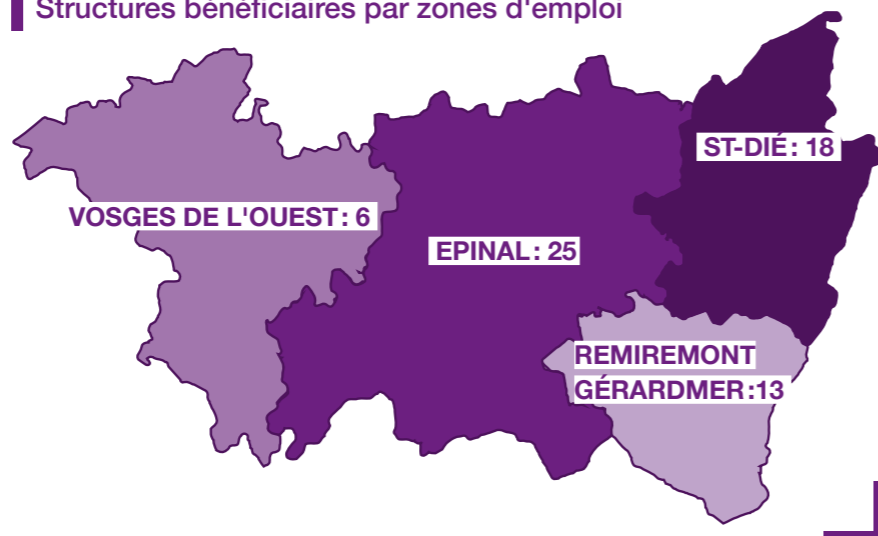 Structures bénéficiaires par zones d'emploi
ST-DIÉ: 18
VOSGES DE L'OUEST: 6
EPINAL: 25
REMIREMONT
GÉRARDMER:13